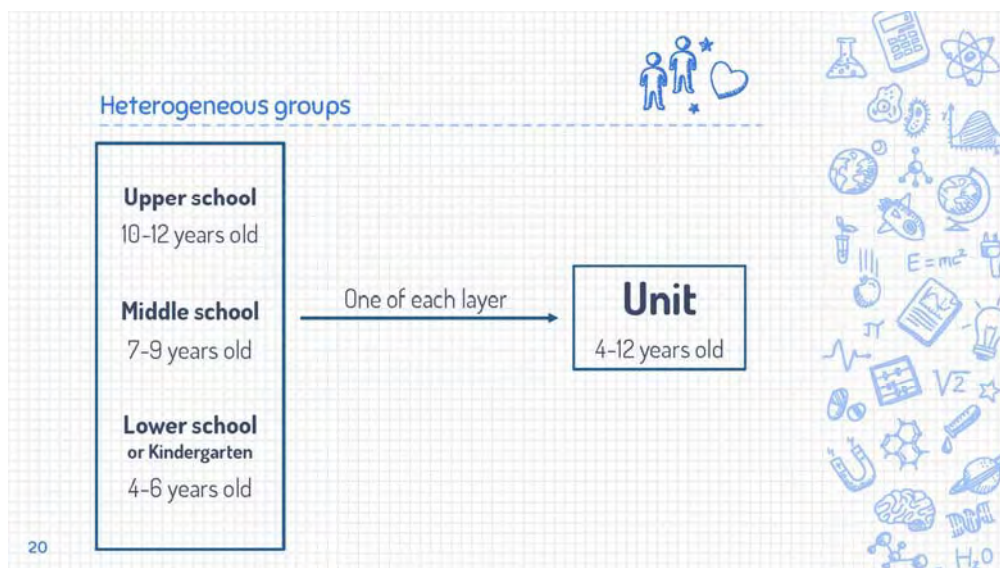 Heterogeneous groups
Upper school
10-12 years old
Middle school
7-9 years old
Lower school
or Kindergarten
4-6 years old
One of each layer
Unit
4-12 years old
20
y
E=mc²
π
√2
N
H₂O